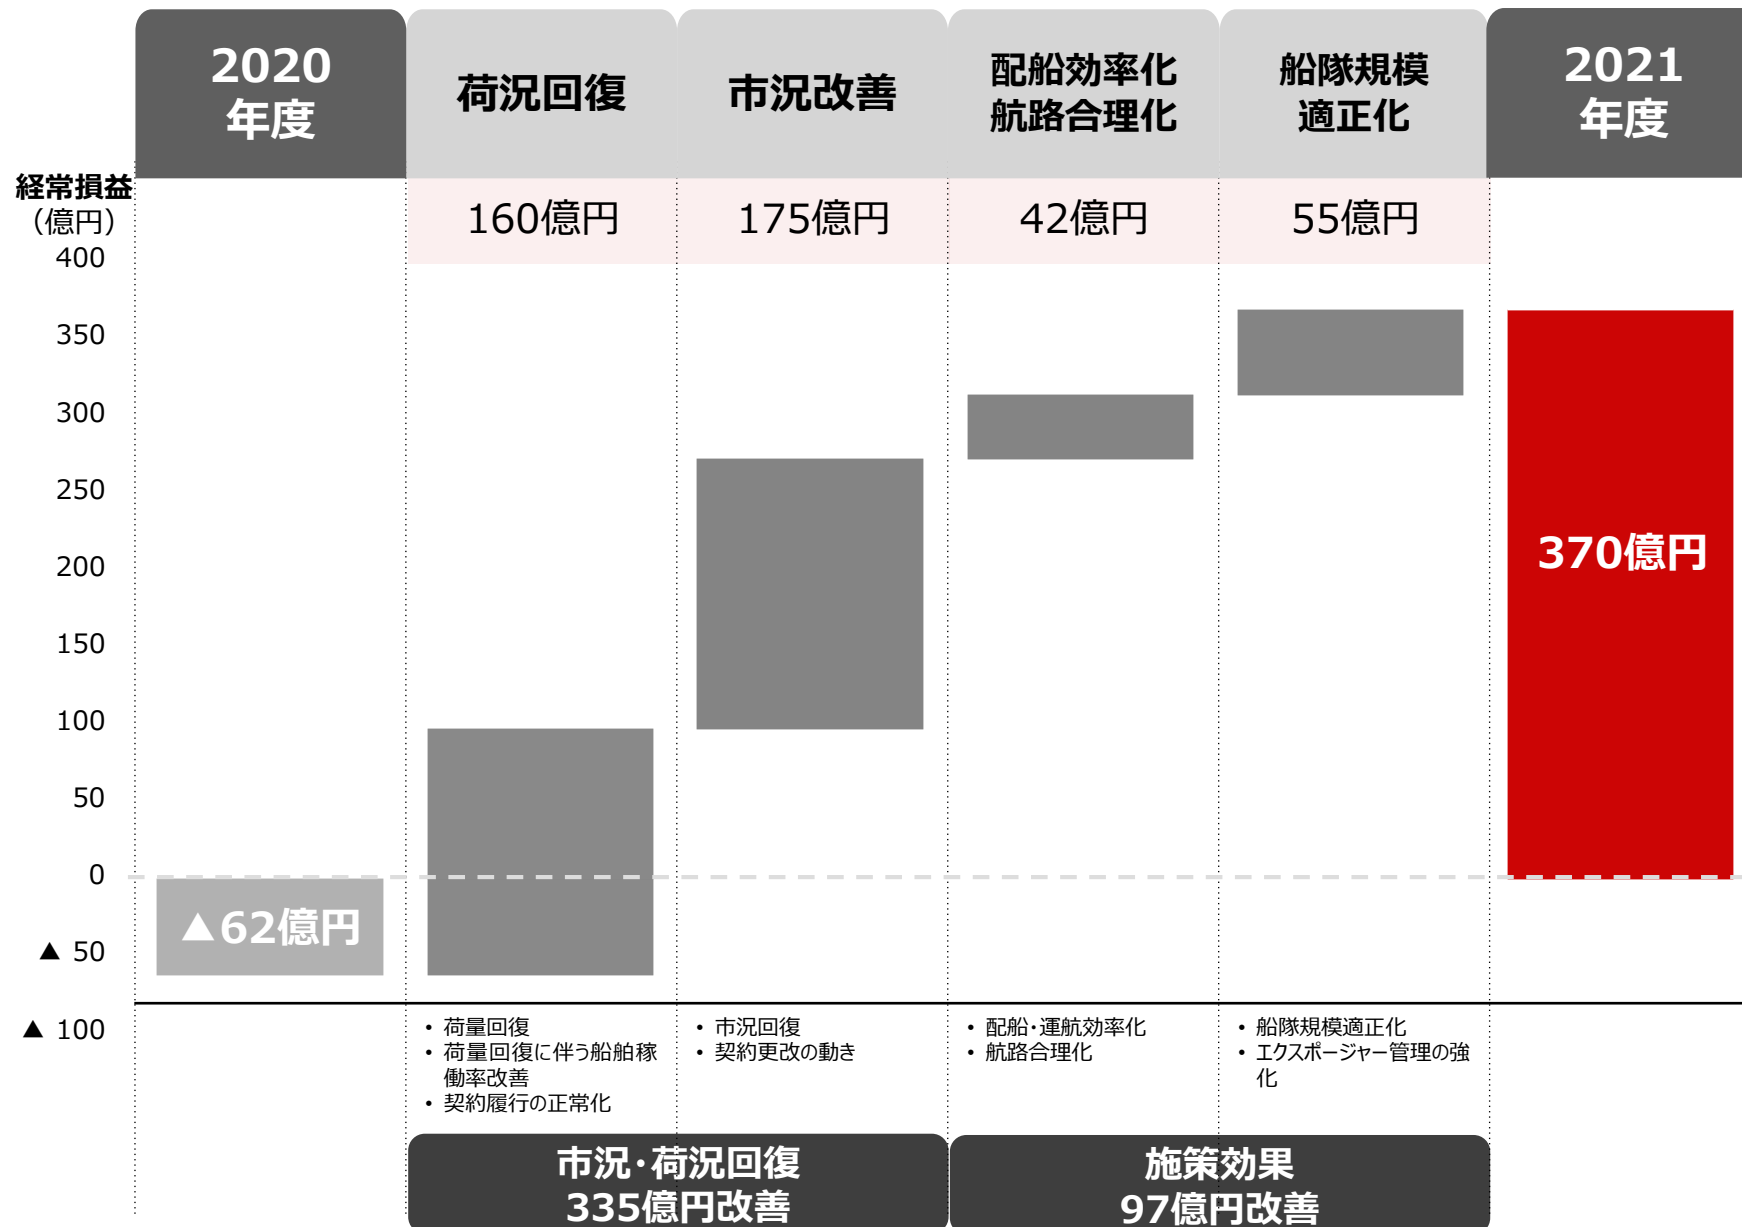 2020
年度
荷況回復
市況改善
配船効率化
航路合理化
船隊規模
適正化
2021
年度
経常損益
（億円）
160億円
175億円
42億円
55億円
400
350
300
250
200
150
100
50
0
▲ 50
▲ 100
▲62億円
370億円
• 荷量回復
• 荷量回復に伴う船舶稼
働率改善
• 契約履行の正常化
• 市況回復
• 契約更改の動き
• 配船・運航効率化
• 航路合理化
• 船隊規模適正化
• エクスポージャー管理の強
化
市況・荷況回復
335億円改善
施策効果
97億円改善